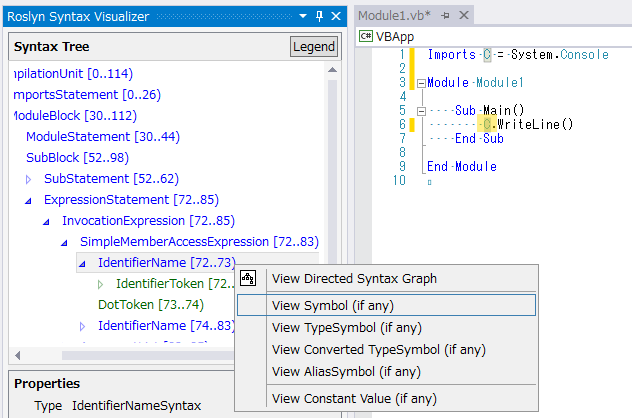 Roslyn Syntax Visualizer
Syntax Tree
Legend
pilationUnit [0..114]
mportsStatement [0..26]
ModuleBlock [30..112]
ModuleStatement [30..44]
SubBlock [52..98]
SubStatement [52..62]
ExpressionStatement [72..85]
InvocationExpression [72..85]
SimpleMemberAccessExpression [72..83]
IdentifierName [72..73]
IdentifierToken [72..
DotToken [73..74]
IdentifierName [74..83]
Properties
Type IdentifierNameSyntax
View Directed Syntax Graph
View Symbol (if any)
View TypeSymbol (if any)
View Converted TypeSymbol (if any)
View AliasSymbol (if any)
View Constant Value (if any)
Module1.vb*
C# VBApp
1 Imports C = System.Console
2
3 Module Module1
4
5 Sub Main()
6 C.WriteLine()
7 End Sub
8
9 End Module
10